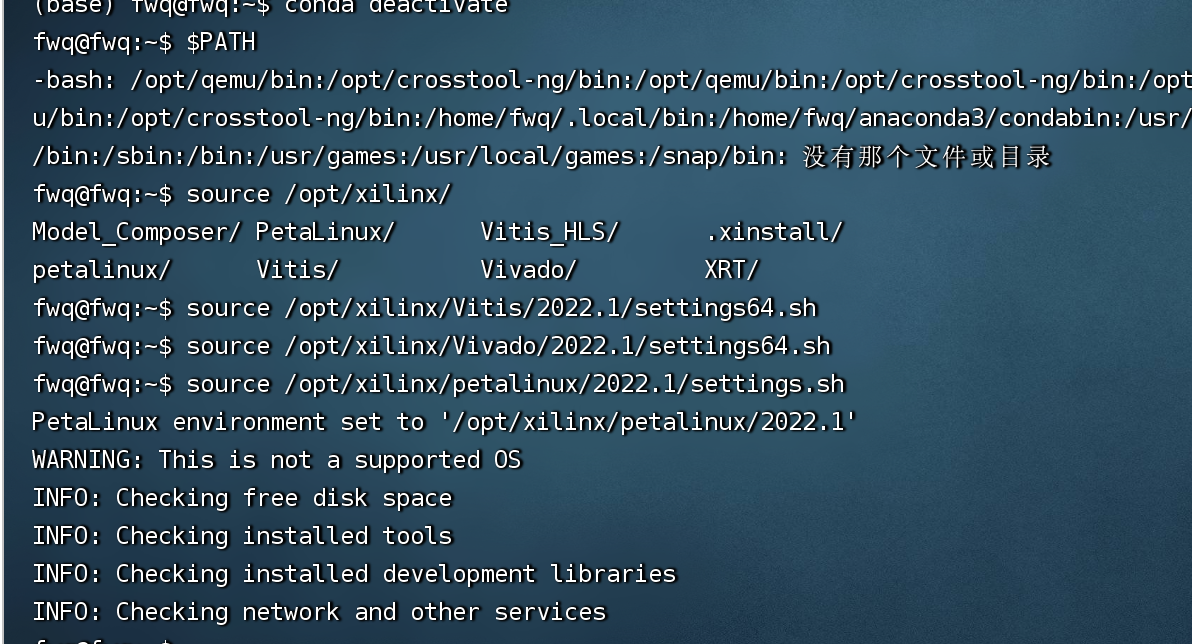 (base) fwq@fwq:~$ conda deactivate
fwq@fwq:~$ $PATH
-bash: /opt/qemu/bin:/opt/crosstool-ng/bin:/opt/qemu/bin:/opt/crosstool-ng/bin:/opt
u/bin:/opt/crosstool-ng/bin:/home/fwq/.local/bin:/home/fwq/anaconda3/condabin:/usr/
/bin:/sbin:/bin:/usr/games:/usr/local/games:/snap/bin: 没有那个文件或目录
fwq@fwq:~$ source /opt/xilinx/
Model_Composer/ PetaLinux/ Vitis_HLS/ .xinstall/
petalinux/ Vitis/ Vivado/ XRT/
fwq@fwq:~$ source /opt/xilinx/Vitis/2022.1/settings64.sh
fwq@fwq:~$ source /opt/xilinx/Vivado/2022.1/settings64.sh
fwq@fwq:~$ source /opt/xilinx/petalinux/2022.1/settings.sh
PetaLinux environment set to '/opt/xilinx/petalinux/2022.1'
WARNING: This is not a supported OS
INFO: Checking free disk space
INFO: Checking installed tools
INFO: Checking installed development libraries
INFO: Checking network and other services